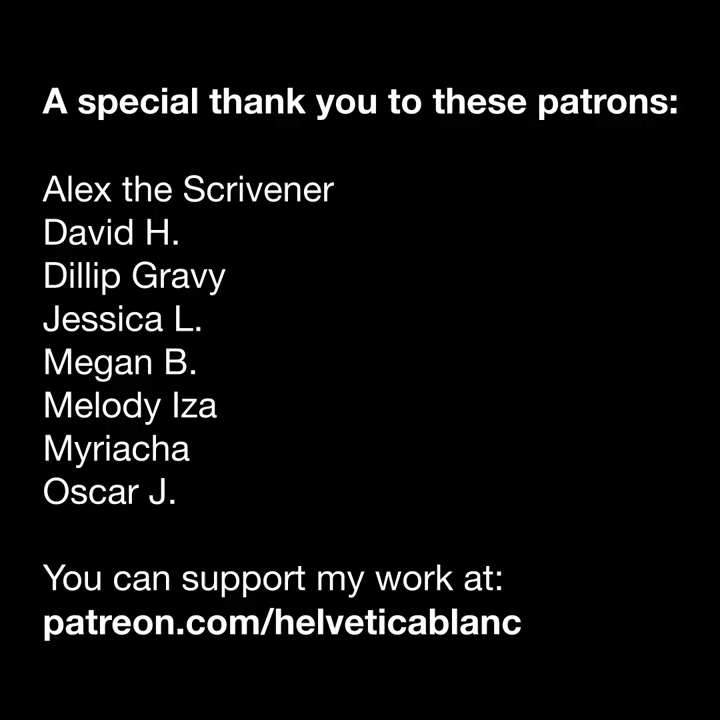 A special thank you to these patrons:
Alex the Scrivener
David H.
Dillip Gravy
Jessica L.
Megan B.
Melody Iza
Myriacha
Oscar J.
You can support my work at:
patreon.com/helveticablanc